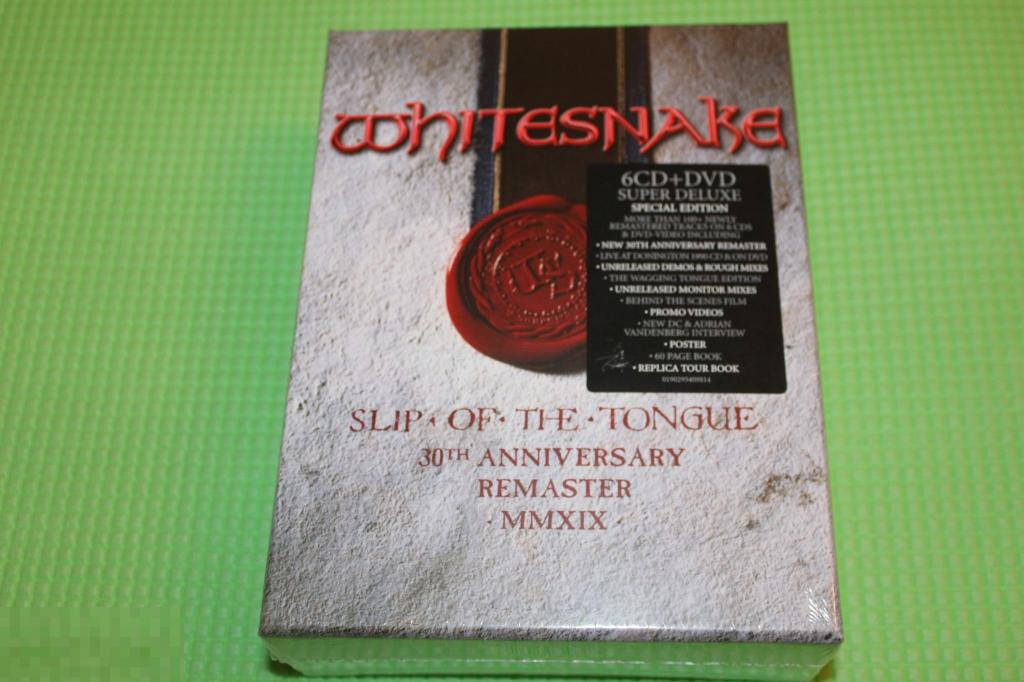 WHITESNAKE
6CD+DVD
SUPER DELUXE
SPECIAL EDITION
MORE THAN 100+ NEWLY
REMASTERED TRACKS ON 6 CDS
& DVD-VIDEO INCLUDING
• NEW 30TH ANNIVERSARY REMASTER
• LIVE AT DONINGTON 1990 CD & ON DVD
• UNRELEASED DEMOS & ROUGH MIXES
• THE WAGGING TONGUE EDITION
• UNRELEASED MONITOR MIXES
• BEHIND THE SCENES FILM
• PROMO VIDEOS
• NEW DC & ADRIAN
VANDENBERG INTERVIEW
• POSTER
• 60 PAGE BOOK
• REPLICA TOUR BOOK
SLIP · OF · THE · TONGUE
30TH ANNIVERSARY
REMASTER
· MMXIX ·